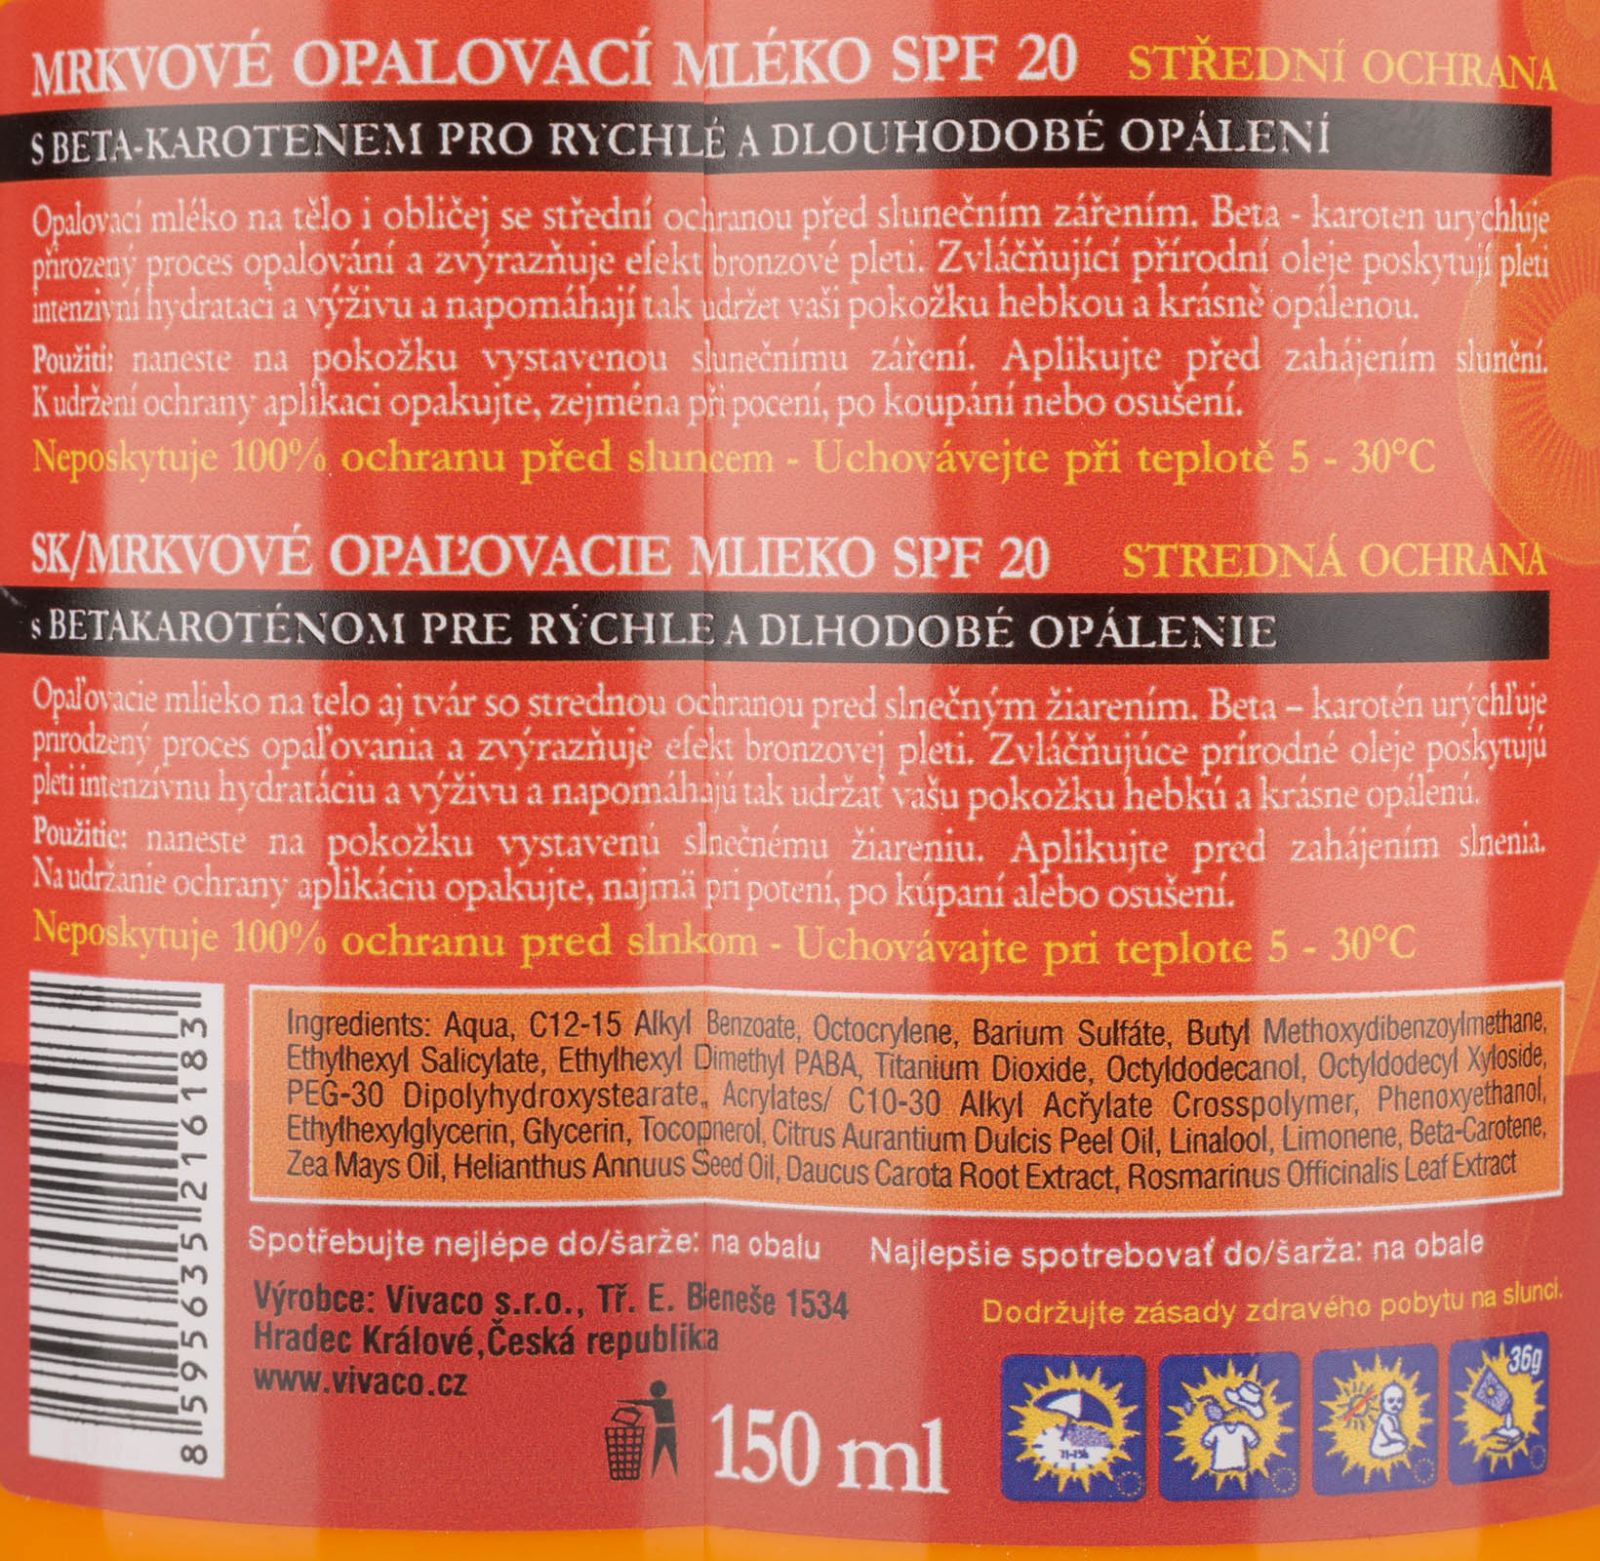 MRKVOVÉ OPALOVACÍ MLÉKO SPF 20 STŘEDNÍ OCHRANA
S BETA-KAROTENEM PRO RYCHLÉ A DLOUHODOBÉ OPÁLENÍ
Opalovací mléko na tělo i obličej se střední ochranou před slunečním zářením. Beta - karoten urychluje
přirozený proces opalování a zvýrazňuje efekt bronzové pleti. Zvláčňující přírodní oleje poskytují pleti
intenzivní hydrataci a výživu a napomáhají tak udržet vaši pokožku hebkou a krásně opálenou.
Použití: naneste na pokožku vystavenou slunečnímu záření. Aplikujte před zahájením slunění.
K udržení ochrany aplikaci opakujte, zejména při pocení, po koupání nebo osušení.
Neposkytuje 100% ochranu před sluncem - Uchovávejte při teplotě 5 - 30°C
SK/MRKVOVÉ OPAĽOVACIE MLIEKO SPF 20 STREDNÁ OCHRANA
s BETAKAROTÉNOM PRE RÝCHLE A DLHODOBÉ OPÁLENIE
Opaľovacie mlieko na telo aj tvár so strednou ochranou pred slnečným žiarením. Beta – karotén urýchľuje
prirodzený proces opaľovania a zvýrazňuje efekt bronzovej pleti. Zvláčňujúce prírodné oleje poskytujú
pleti intenzívnu hydratáciu a výživu a napomáhajú tak udržať vašu pokožku hebkú a krásne opálenú.
Použitie: naneste na pokožku vystavenú slnečnému žiareniu. Aplikujte pred zahájením slnenia.
Na udržanie ochrany aplikáciu opakujte, najmä pri potení, po kúpaní alebo osušení.
Neposkytuje 100% ochranu pred slnkom - Uchovávajte pri teplote 5 - 30°C
8 595635 216183
Ingredients: Aqua, C12-15 Alkyl Benzoate, Octocrylene, Barium Sulfáte, Butyl Methoxydibenzoylmethane,
Ethylhexyl Salicylate, Ethylhexyl Dimethyl PABA, Titanium Dioxide, Octyldodecanol, Octyldodecyl Xyloside,
PEG-30 Dipolyhydroxystearate, Acrylates/ C10-30 Alkyl Acřylate Crosspolymer, Phenoxyethanol,
Ethylhexylglycerin, Glycerin, Tocopnerol, Citrus Aurantium Dulcis Peel Oil, Linalool, Limonene, Beta-Carotene,
Zea Mays Oil, Helianthus Annuus Seed Oil, Daucus Carota Root Extract, Rosmarinus Officinalis Leaf Extract
Spotřebujte nejlépe do/šarže: na obalu Najlepšie spotrebovať do/šarža: na obale
Výrobce: Vivaco s.r.o., Tř. E. Beneše 1534
Hradec Králové,Česká republika
www.vivaco.cz
Dodržujte zásady zdravého pobytu na slunci.
36g
11-15h
150 ml